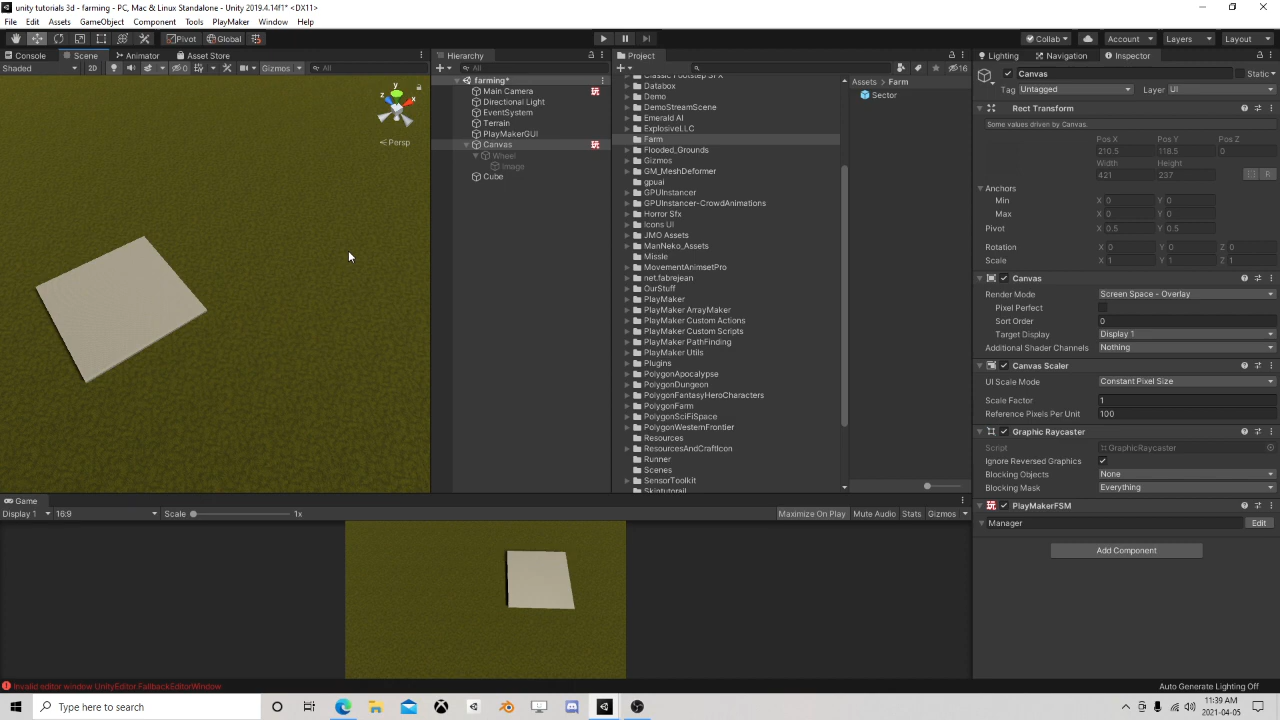 unity tutorials 3d - farming - PC, Mac & Linux Standalone - Unity 2019.4.14f1* <DX11>
File Edit Assets GameObject Component Tools PlayMaker Window Help
Pivot Global Collab Account Layers Layout
Console Scene Animator Asset Store
Shaded 2D 0 Gizmos All
y x
Persp
Hierarchy
All
farming*
Main Camera
Directional Light
EventSystem
Terrain
PlayMakerGUI
Canvas
Wheel
Image
Cube
Project
16
Classic Footstep SFX
Databox
Demo
DemoStreamScene
Emerald AI
ExplosiveLLC
Farm
Flooded_Grounds
Gizmos
GM_MeshDeformer
gpuai
GPUInstancer
GPUInstancer-CrowdAnimations
Horror Sfx
Icons UI
JMO Assets
ManNeko_Assets
Missle
MovementAnimsetPro
net.fabrejean
OurStuff
PlayMaker
PlayMaker ArrayMaker
PlayMaker Custom Actions
PlayMaker Custom Scripts
PlayMaker PathFinding
PlayMaker Utils
Plugins
PolygonApocalypse
PolygonDungeon
PolygonFantasyHeroCharacters
PolygonFarm
PolygonSciFiSpace
PolygonWesternFrontier
Resources
ResourcesAndCraftIcon
Runner
Scenes
SensorToolkit
Skintutorail
Assets > Farm
Sector
Lighting Navigation Inspector
Canvas Static
Tag Untagged Layer UI
Rect Transform
Some values driven by Canvas.
Pos X Pos Y Pos Z
210.5 118.5 0
Width Height
421 237 R
Anchors
Min X 0 Y 0
Max X 0 Y 0
Pivot X 0.5 Y 0.5
Rotation X 0 Y 0 Z 0
Scale X 1 Y 1 Z 1
Canvas
Render Mode Screen Space - Overlay
Pixel Perfect
Sort Order 0
Target Display Display 1
Additional Shader Channels Nothing
Canvas Scaler
UI Scale Mode Constant Pixel Size
Scale Factor 1
Reference Pixels Per Unit 100
Graphic Raycaster
Script GraphicRaycaster
Ignore Reversed Graphics
Blocking Objects None
Blocking Mask Everything
PlayMakerFSM
Manager Edit
Add Component
Game
Display 1 16:9 Scale 1x Maximize On Play Mute Audio Stats Gizmos
Invalid editor window UnityEditor.FallbackEditorWindow
Auto Generate Lighting Off
Type here to search
11:39 AM
2021-04-05